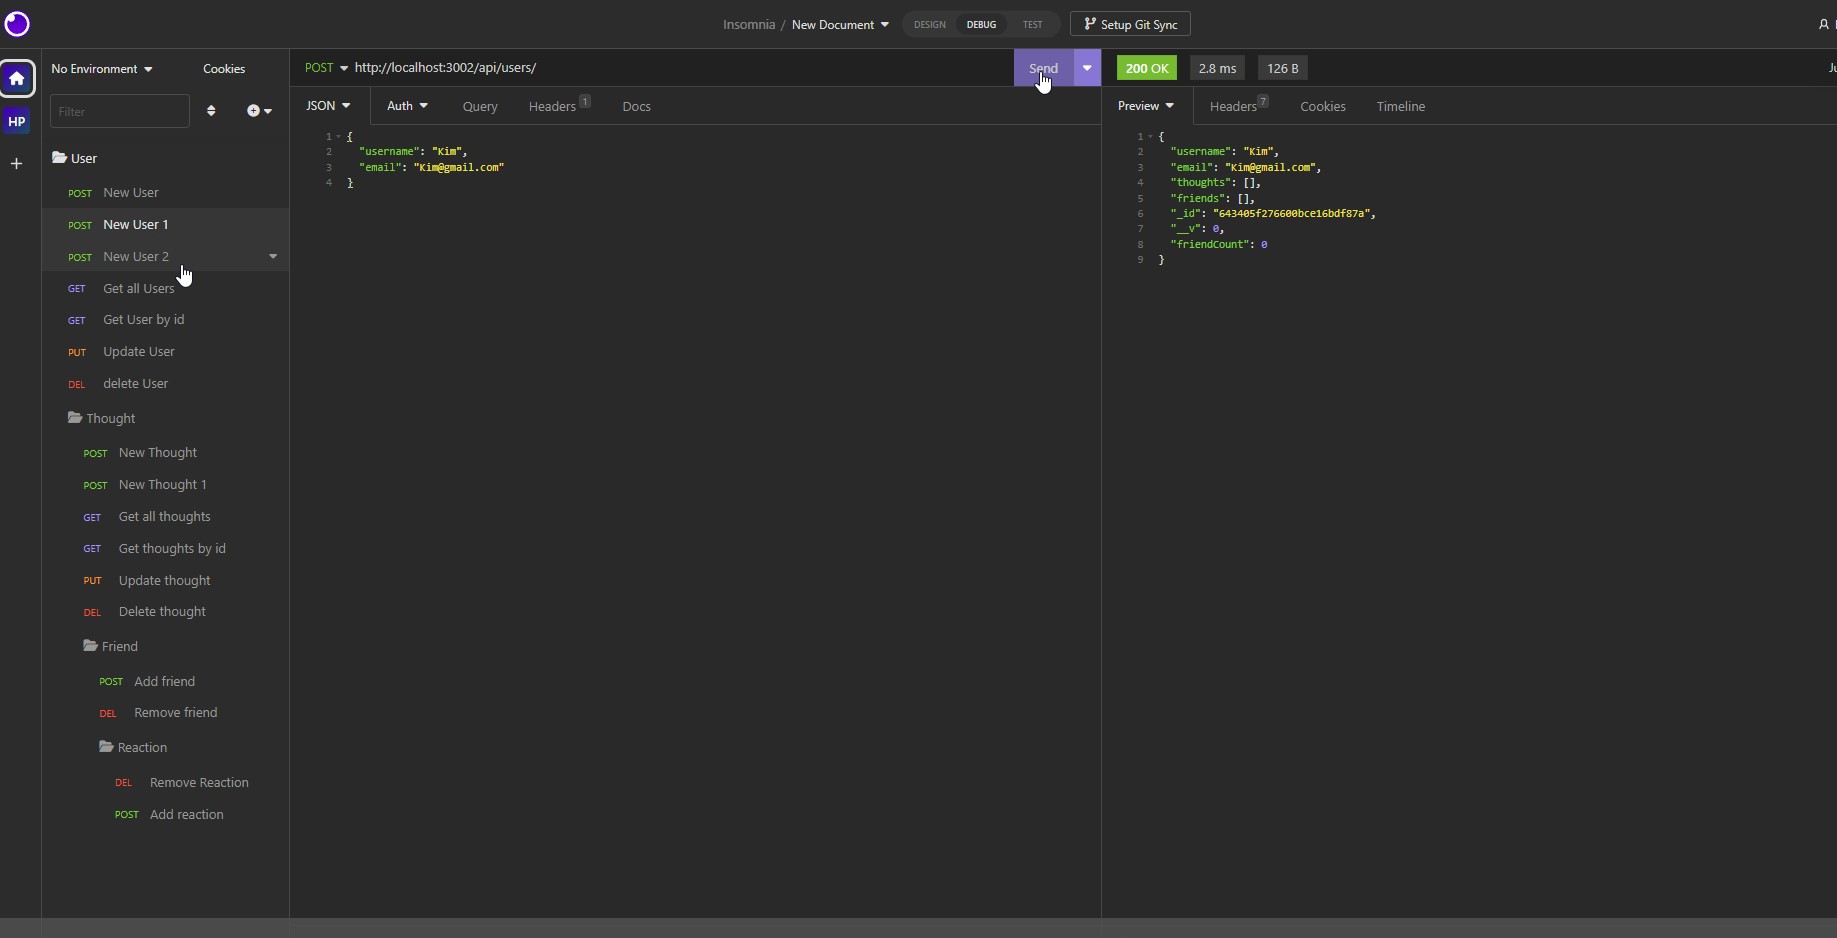 Insomnia / New Document DESIGN DEBUG TEST Setup Git Sync
No Environment Cookies
HP
Filter
User
POST New User
POST New User 1
POST New User 2
GET Get all Users
GET Get User by id
PUT Update User
DEL delete User
Thought
POST New Thought
POST New Thought 1
GET Get all thoughts
GET Get thoughts by id
PUT Update thought
DEL Delete thought
Friend
POST Add friend
DEL Remove friend
Reaction
DEL Remove Reaction
POST Add reaction
POST http://localhost:3002/api/users/ Send
JSON Auth Query Headers 1 Docs
1 {
2 "username": "Kim",
3 "email": "Kim@gmail.com"
4 }
200 OK 2.8 ms 126 B
Preview Headers 7 Cookies Timeline
1 {
2 "username": "Kim",
3 "email": "Kim@gmail.com",
4 "thoughts": [],
5 "friends": [],
6 "_id": "643405f276600bce16bdf87a",
7 "__v": 0,
8 "friendCount": 0
9 }